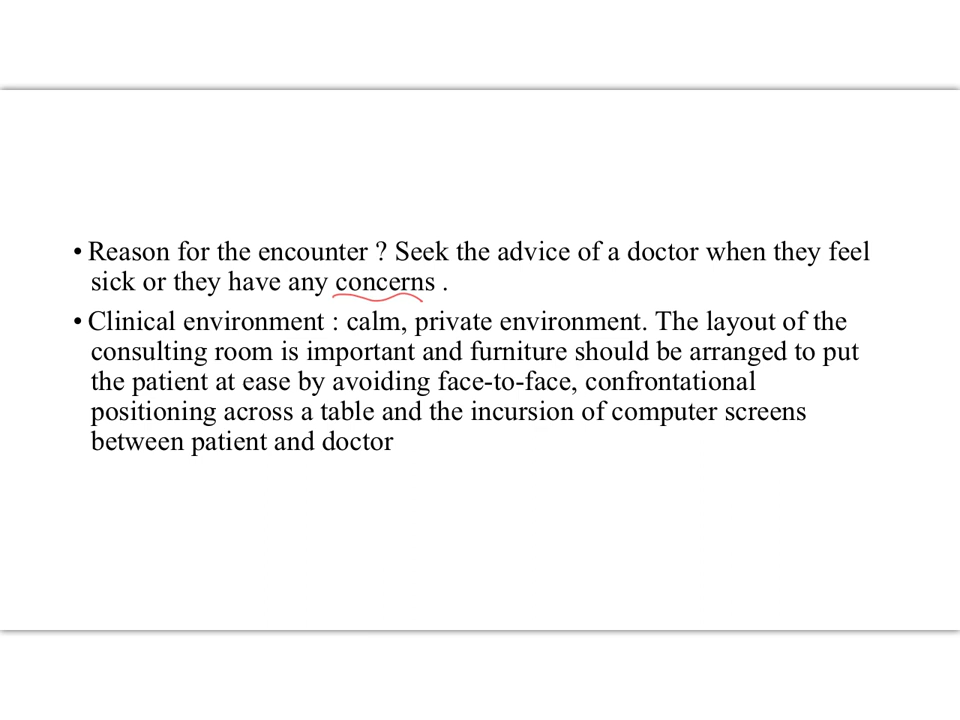 • Reason for the encounter ? Seek the advice of a doctor when they feel
sick or they have any concerns .
• Clinical environment : calm, private environment. The layout of the
consulting room is important and furniture should be arranged to put
the patient at ease by avoiding face-to-face, confrontational
positioning across a table and the incursion of computer screens
between patient and doctor